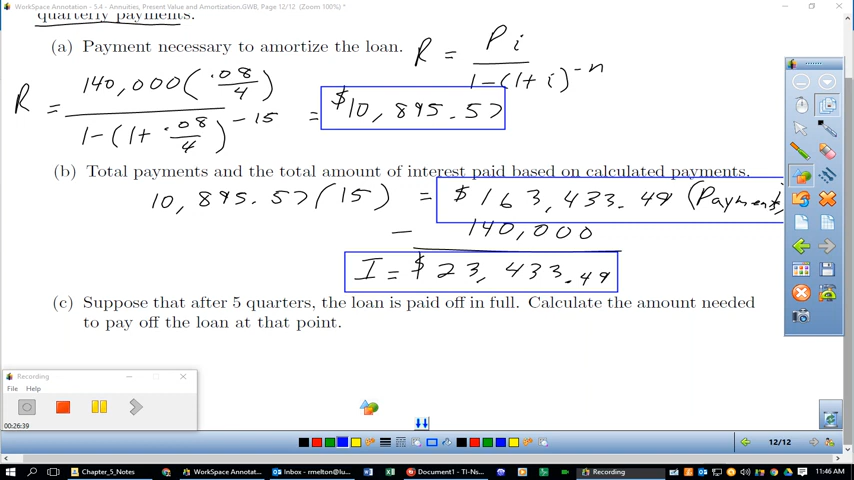 WorkSpace Annotation - 5.4 - Annuities, Present Value and Amortization.GWB, Page 12/12 (Zoom 100%) *
quarterly payments.
(a) Payment necessary to amortize the loan.
R = Pi / 1-(1+i)^-n
R = 140,000(.08/4) / 1-(1+.08/4)^-15 = $10,895.57
(b) Total payments and the total amount of interest paid based on calculated payments.
10,895.57(15) = $163,433.49 (Payments)
- 140,000
I = $23,433.49
(c) Suppose that after 5 quarters, the loan is paid off in full. Calculate the amount needed
to pay off the loan at that point.
Recording
File Help
00:26:39
12/12
Chapter_5_Notes
WorkSpace Annotat...
Inbox - rmelton@lu...
Document1 - TI-Ns...
Recording
11:46 AM